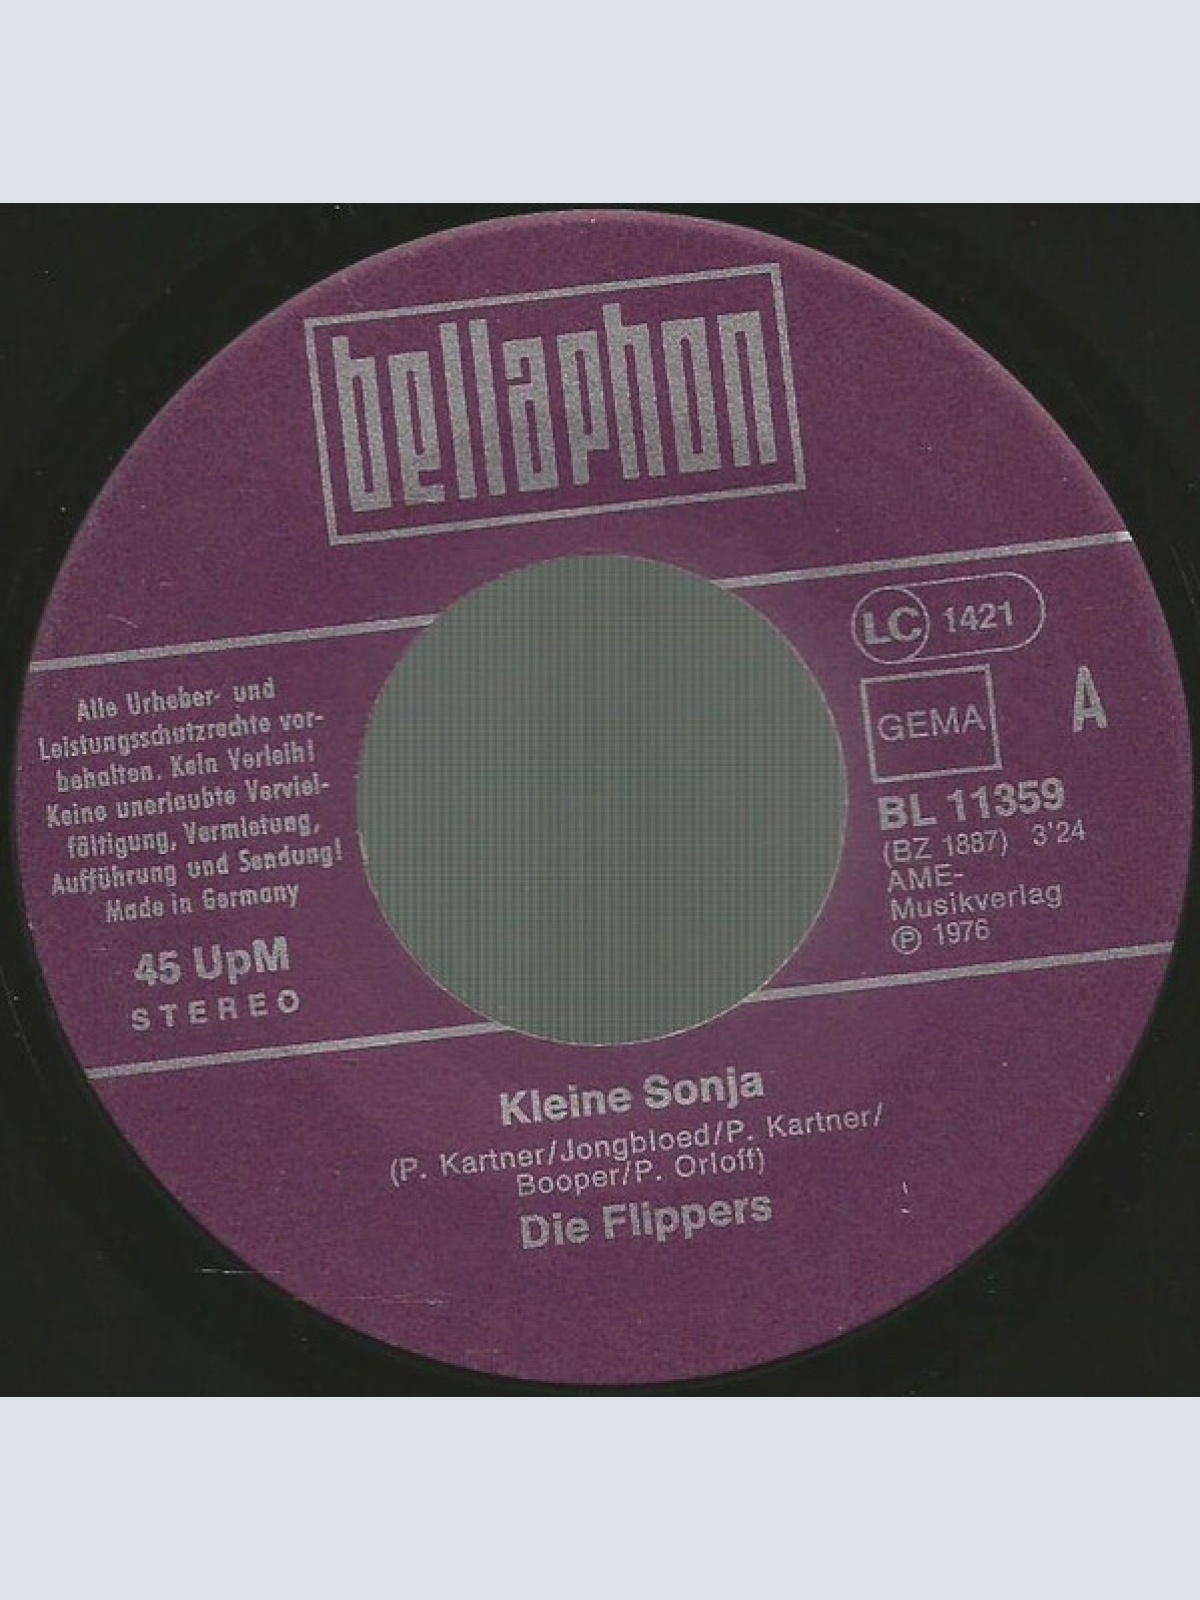 bellaphon
LC 1421
GEMA
A
BL 11359
(BZ 1887) 3'24
AME-
Musikverlag
℗ 1976
Alle Urheber- und
Leistungsschutzrechte vor-
behalten. Kein Verleih!
Keine unerlaubte Verviel-
fältigung, Vermietung,
Aufführung und Sendung!
Made in Germany
45 UpM
STEREO
Kleine Sonja
(P. Kartner/Jongbloed/P. Kartner/
Booper/P. Orloff)
Die Flippers